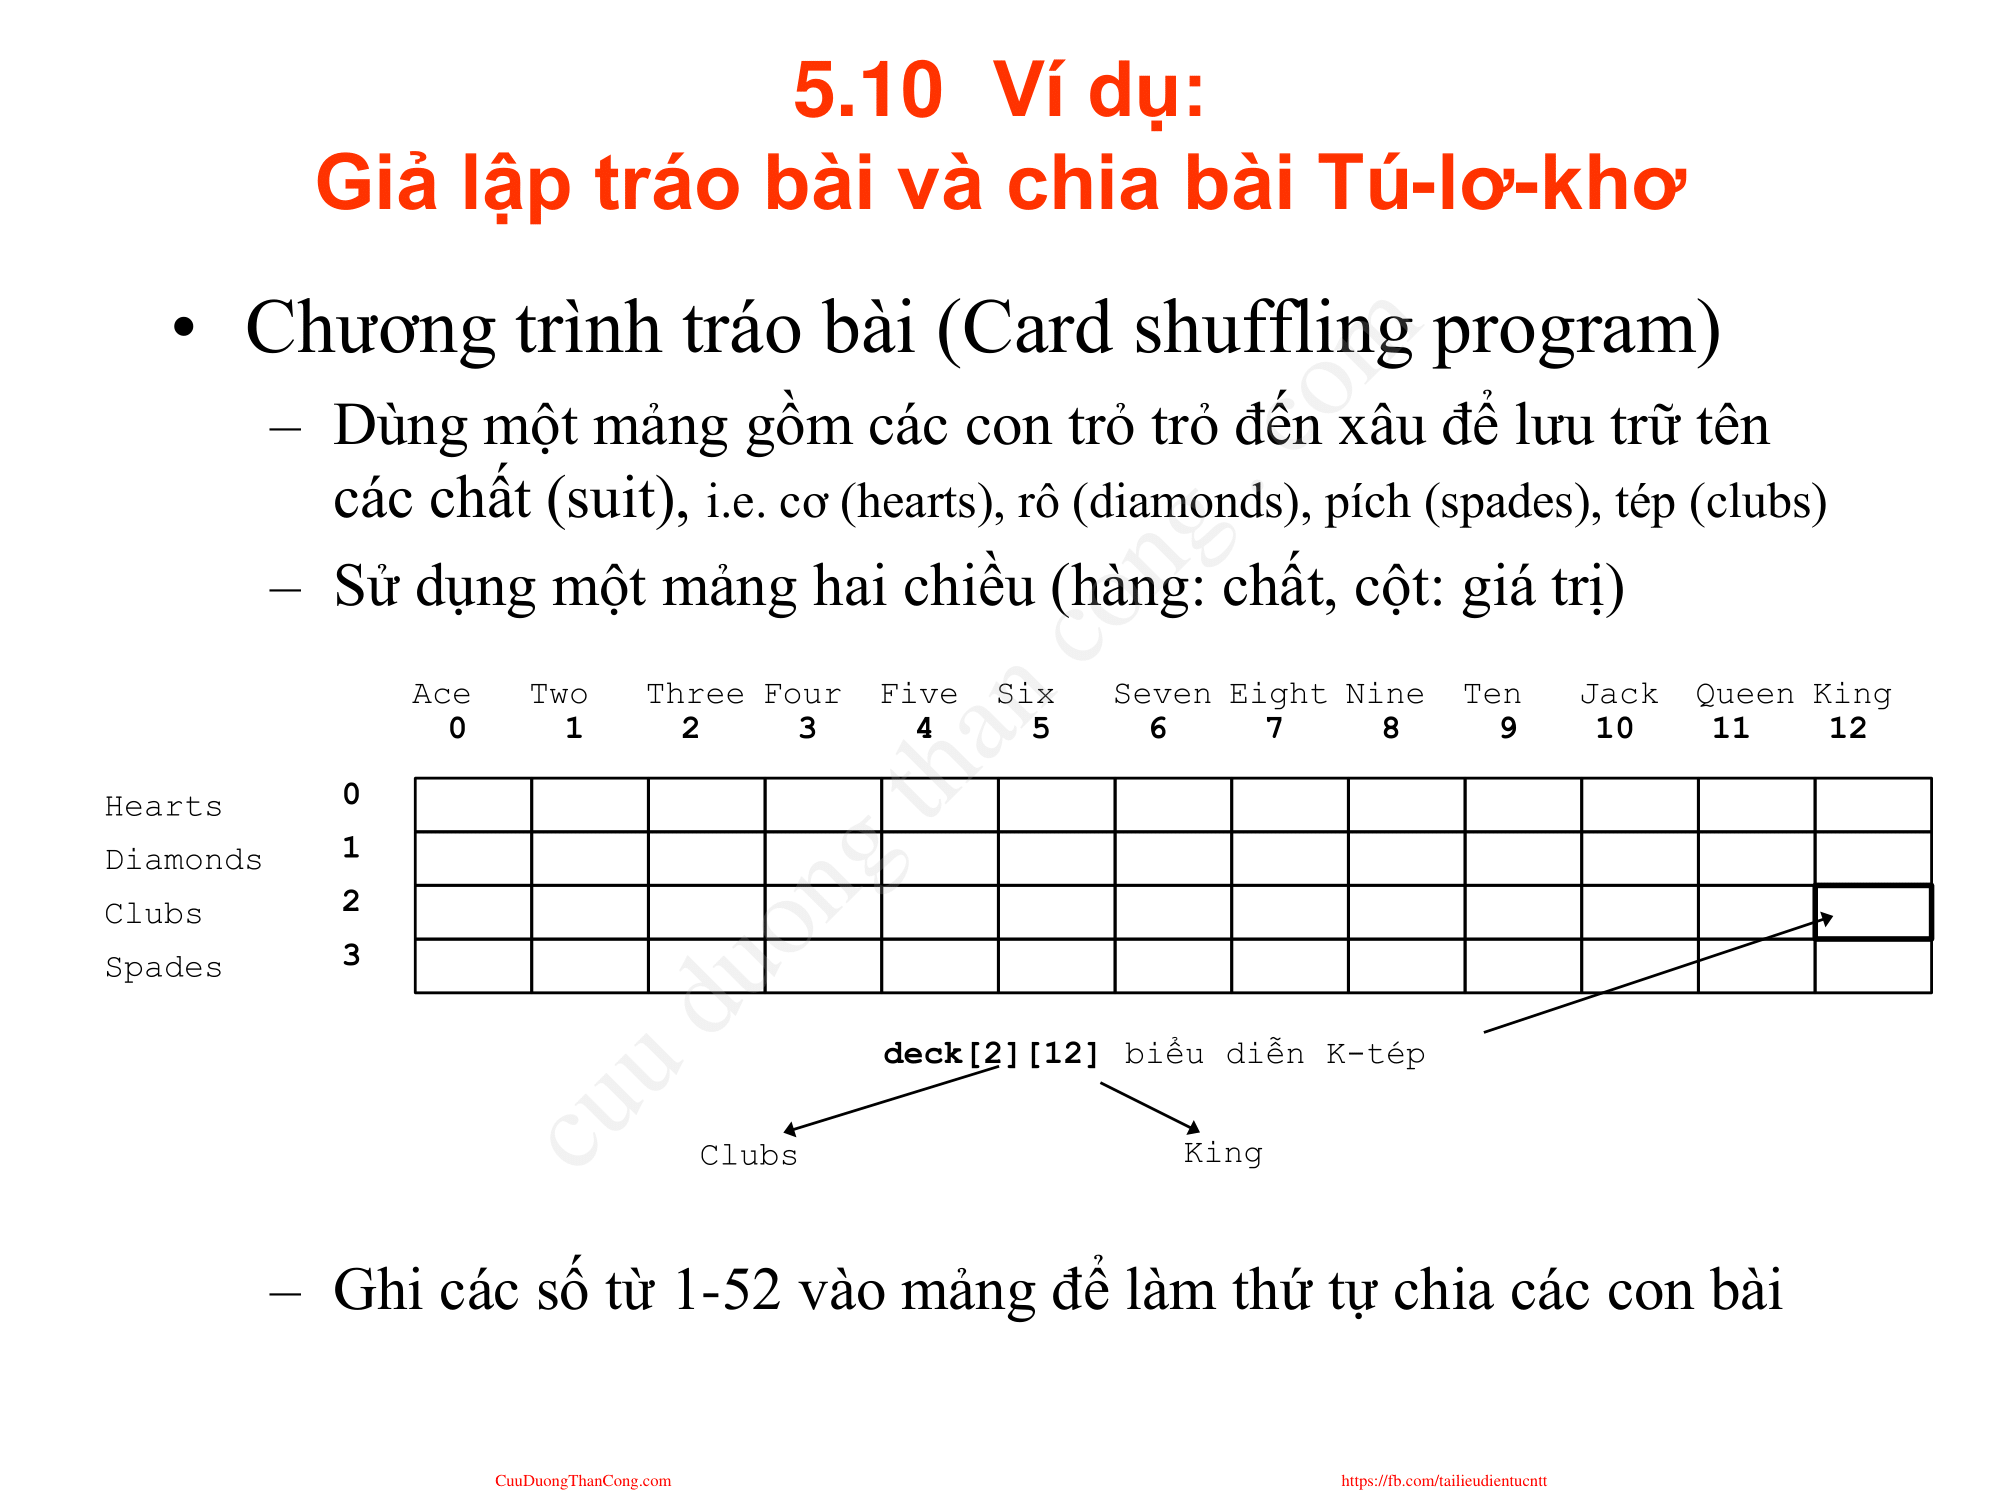 5.10 Ví dụ:
Giả lập tráo bài và chia bài Tú-lơ-khơ
• Chương trình tráo bài (Card shuffling program)
– Dùng một mảng gồm các con trỏ trỏ đến xâu để lưu trữ tên
các chất (suit), i.e. cơ (hearts), rô (diamonds), pích (spades), tép (clubs)
– Sử dụng một mảng hai chiều (hàng: chất, cột: giá trị)
Ace Two Three Four Five Six Seven Eight Nine Ten Jack Queen King
0 1 2 3 4 5 6 7 8 9 10 11 12
Hearts 0
Diamonds 1
Clubs 2
Spades 3
deck[2][12] biểu diễn K-tép
Clubs King
– Ghi các số từ 1-52 vào mảng để làm thứ tự chia các con bài
cuu duong than cong . com
CuuDuongThanCong.com https://fb.com/tailieudientucntt